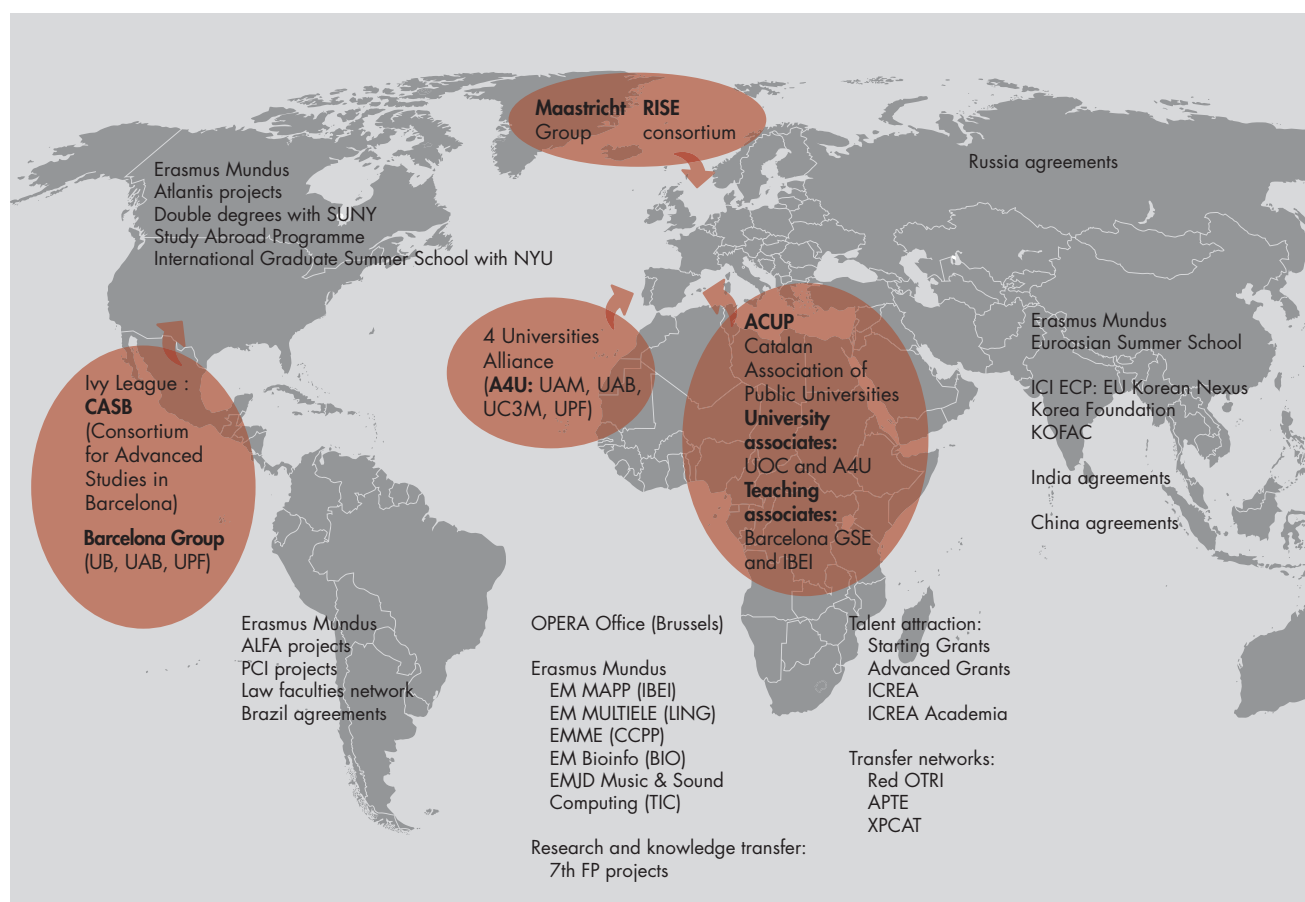 Maastricht RISE
Group consortium
Russia agreements
Erasmus Mundus
Atlantis projects
Double degrees with SUNY
Study Abroad Programme
International Graduate Summer School with NYU
4 Universities
Alliance
(A4U: UAM, UAB,
UC3M, UPF)
ACUP
Catalan
Association of
Public Universities
University
associates:
UOC and A4U
Teaching
associates:
Barcelona GSE
and IBEI
Erasmus Mundus
Euroasian Summer School
ICI ECP: EU Korean Nexus
Korea Foundation
KOFAC
India agreements
China agreements
Ivy League :
CASB
(Consortium
for Advanced
Studies in
Barcelona)
Barcelona Group
(UB, UAB, UPF)
Erasmus Mundus
ALFA projects
PCI projects
Law faculties network
Brazil agreements
OPERA Office (Brussels)
Erasmus Mundus
EM MAPP (IBEI)
EM MULTIELE (LING)
EMME (CCPP)
EM Bioinfo (BIO)
EMJD Music & Sound
Computing (TIC)
Research and knowledge transfer:
7th FP projects
Talent attraction:
Starting Grants
Advanced Grants
ICREA
ICREA Academia
Transfer networks:
Red OTRI
APTE
XPCAT